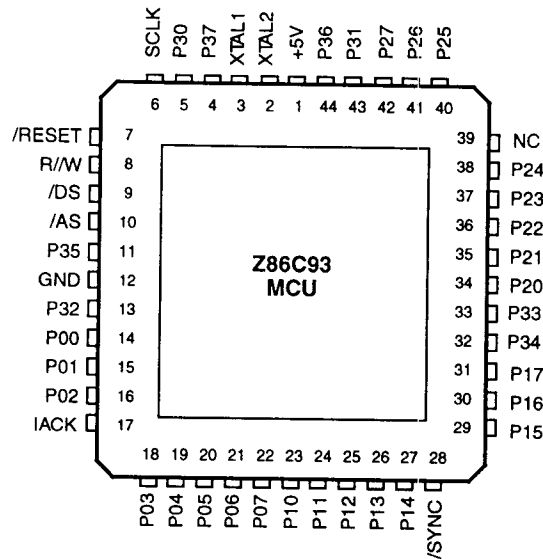 SCLK P30 P37 XTAL1 XTAL2 +5V P36 P31 P27 P26 P25
6 5 4 3 2 1 44 43 42 41 40
/RESET 7 39 NC
R//W 8 38 P24
/DS 9 37 P23
/AS 10 36 P22
P35 11 35 P21
GND 12 34 P20
P32 13 33 P33
P00 14 32 P34
P01 15 31 P17
P02 16 30 P16
IACK 17 29 P15
Z86C93
MCU
18 19 20 21 22 23 24 25 26 27 28
P03 P04 P05 P06 P07 P10 P11 P12 P13 P14 /SYNC